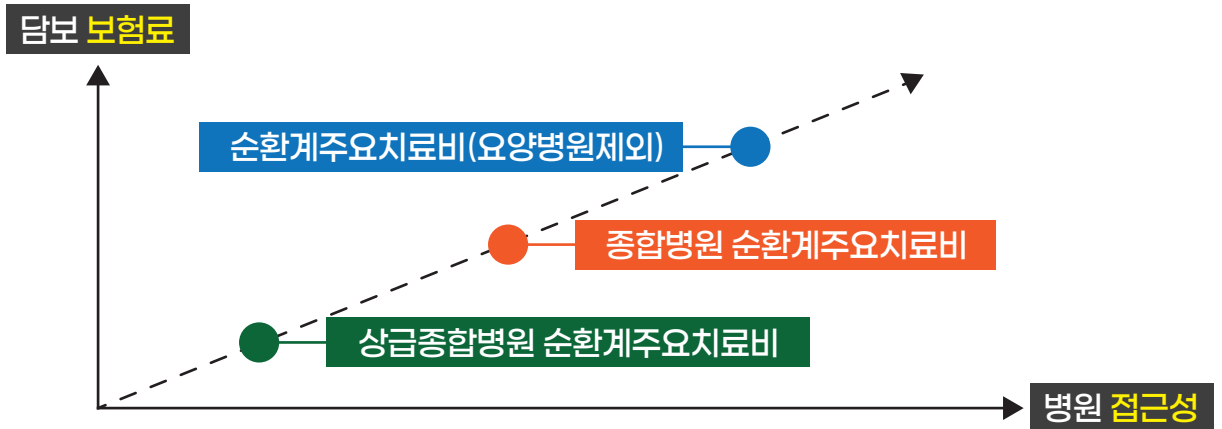 담보 보험료
순환계주요치료비(요양병원제외)
종합병원 순환계주요치료비
상급종합병원 순환계주요치료비
병원 접근성